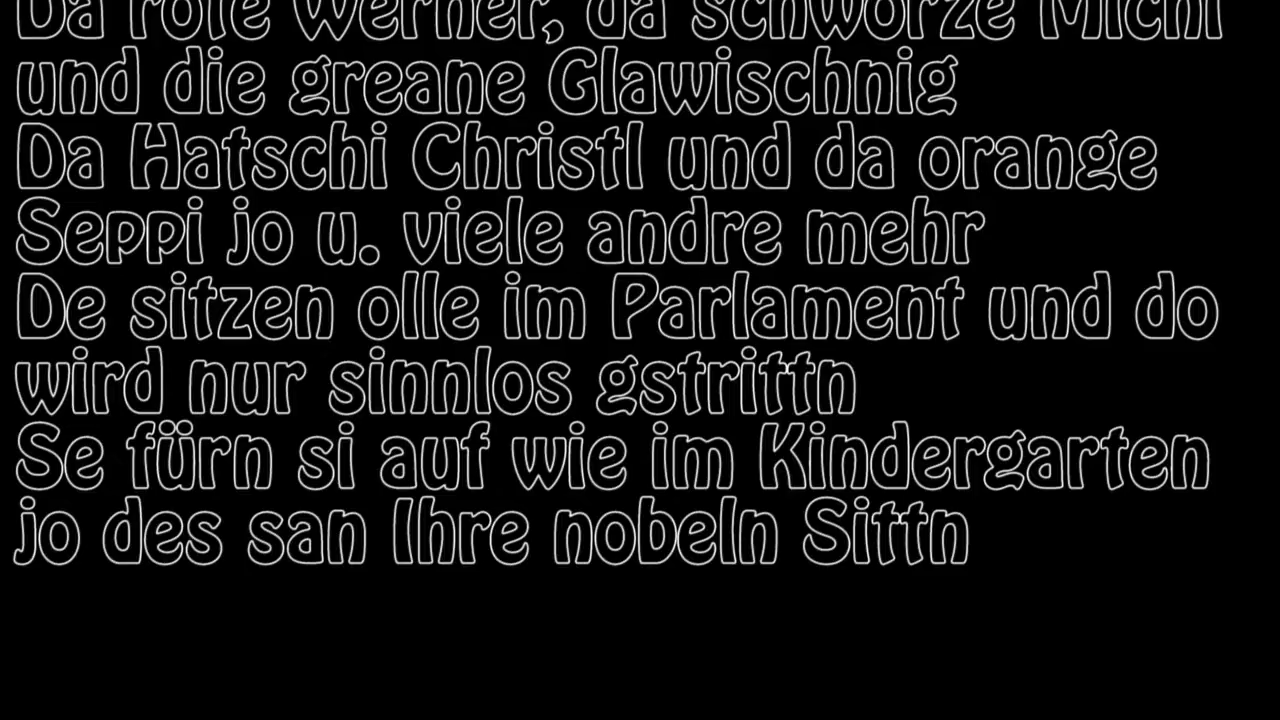 Da rote Werner, da schworze Michl
und die greane Glawischnig
Da Hatschi Christl und da orange
Seppi jo u. viele andre mehr
De sitzen olle im Parlament und do
wird nur sinnlos gstrittn
Se fürn si auf wie im Kindergarten
jo des san Ihre nobeln Sittn